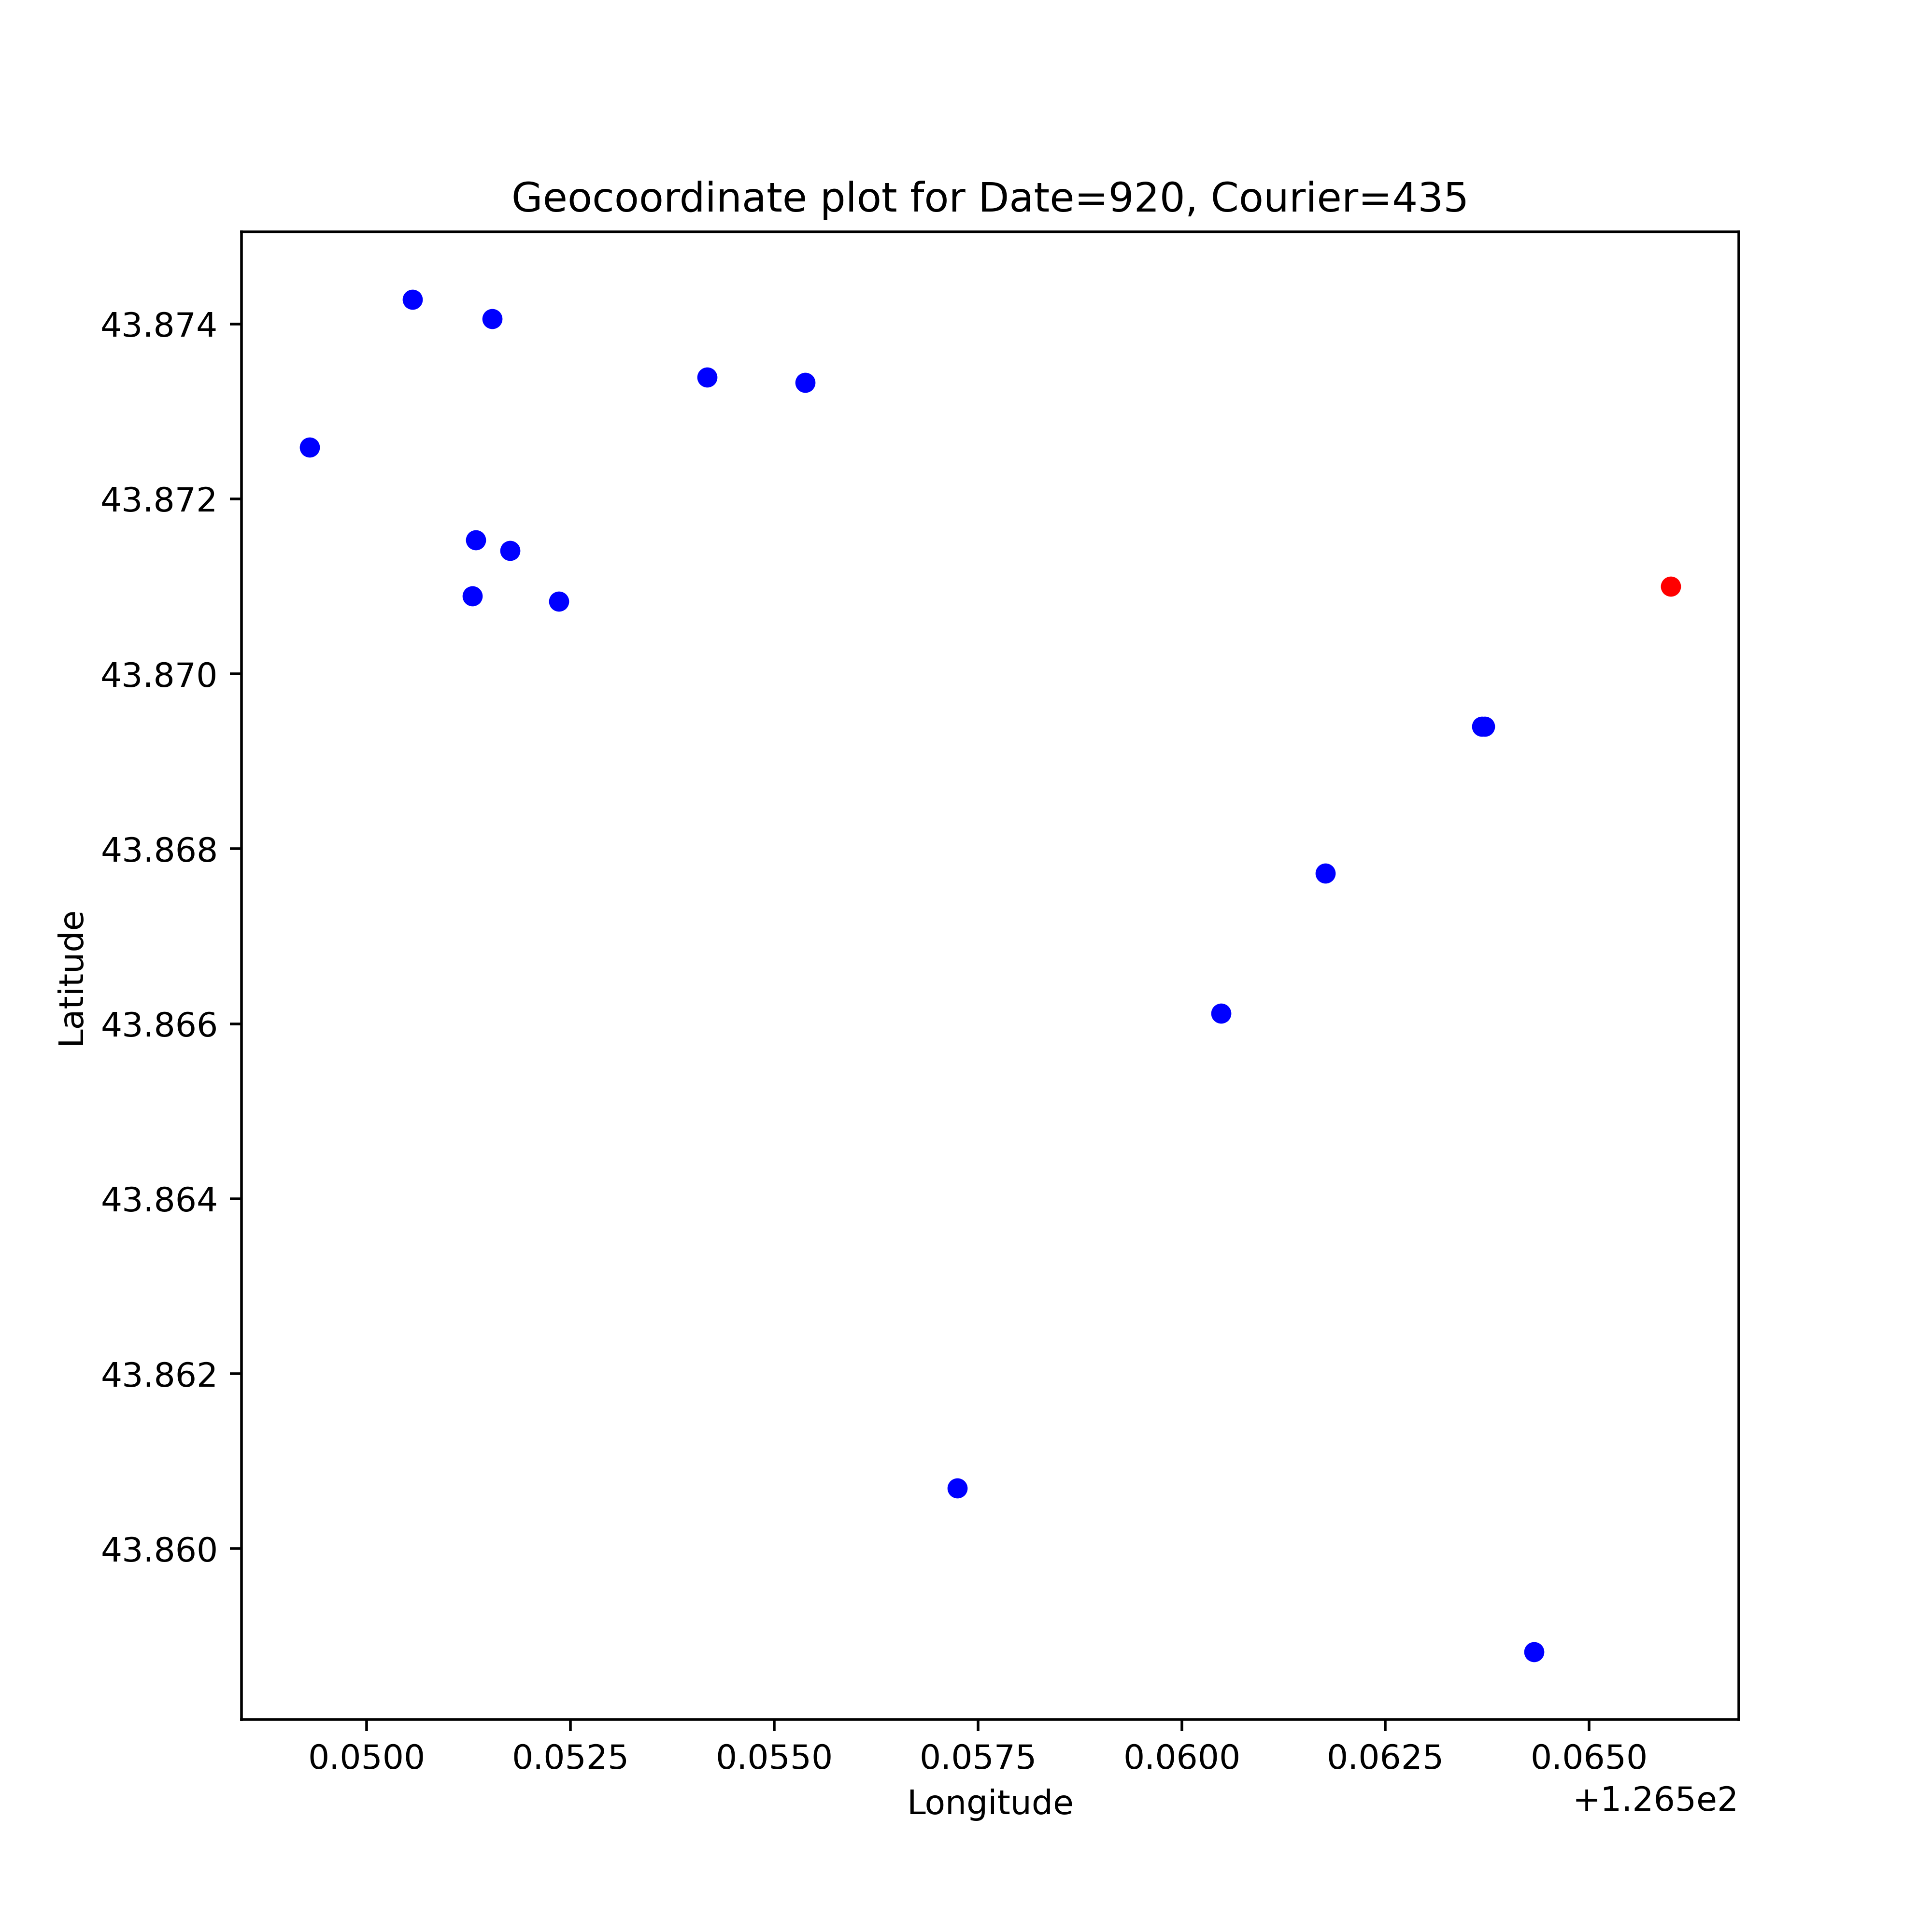 Geocoordinate plot for Date=920, Courier=435
43.874
43.872
43.870
43.868
43.866
43.864
43.862
43.860
Latitude
0.0500 0.0525 0.0550 0.0575 0.0600 0.0625 0.0650
Longitude
+1.265e2